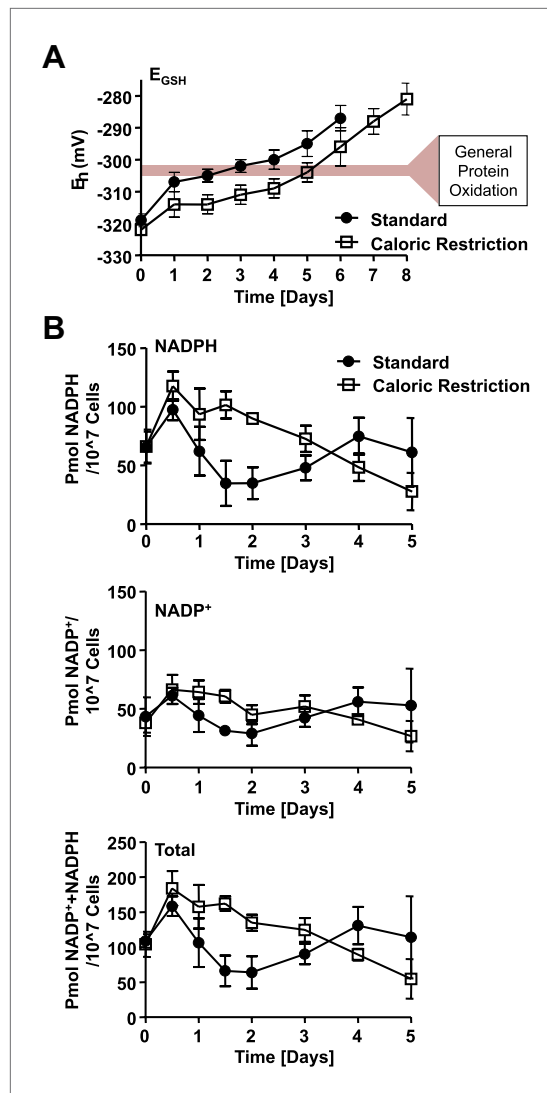 A
E_GSH
-280
-290
-300
-310
-320
-330
E_h (mV)
General
Protein
Oxidation
Standard
Caloric Restriction
0 1 2 3 4 5 6 7 8
Time [Days]
B
NADPH
Standard
Caloric Restriction
150
100
50
0
Pmol NADPH
/10^7 Cells
0 1 2 3 4 5
Time [Days]
NADP⁺
150
100
50
0
Pmol NADP⁺/
10^7 Cells
0 1 2 3 4 5
Time [Days]
Total
250
200
150
100
50
0
Pmol NADP⁺+NADPH
/10^7 Cells
0 1 2 3 4 5
Time [Days]